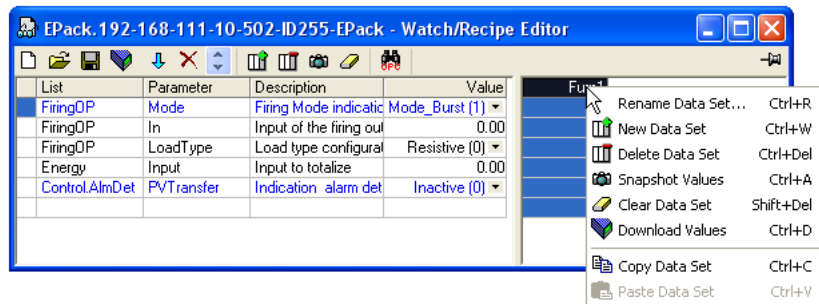 EPack.192-168-111-10-502-ID255-EPack - Watch/Recipe Editor
OPC
List Parameter Description Value
FiringOP Mode Firing Mode indicatic Mode_Burst (1)
FiringOP In Input of the firing out 0.00
FiringOP LoadType Load type configurat Resistive (0)
Energy Input Input to totalize 0.00
Control.AlmDet PVTransfer Indication alarm det Inactive (0)
Rename Data Set... Ctrl+R
New Data Set Ctrl+W
Delete Data Set Ctrl+Del
Snapshot Values Ctrl+A
Clear Data Set Shift+Del
Download Values Ctrl+D
Copy Data Set Ctrl+C
Paste Data Set Ctrl+V